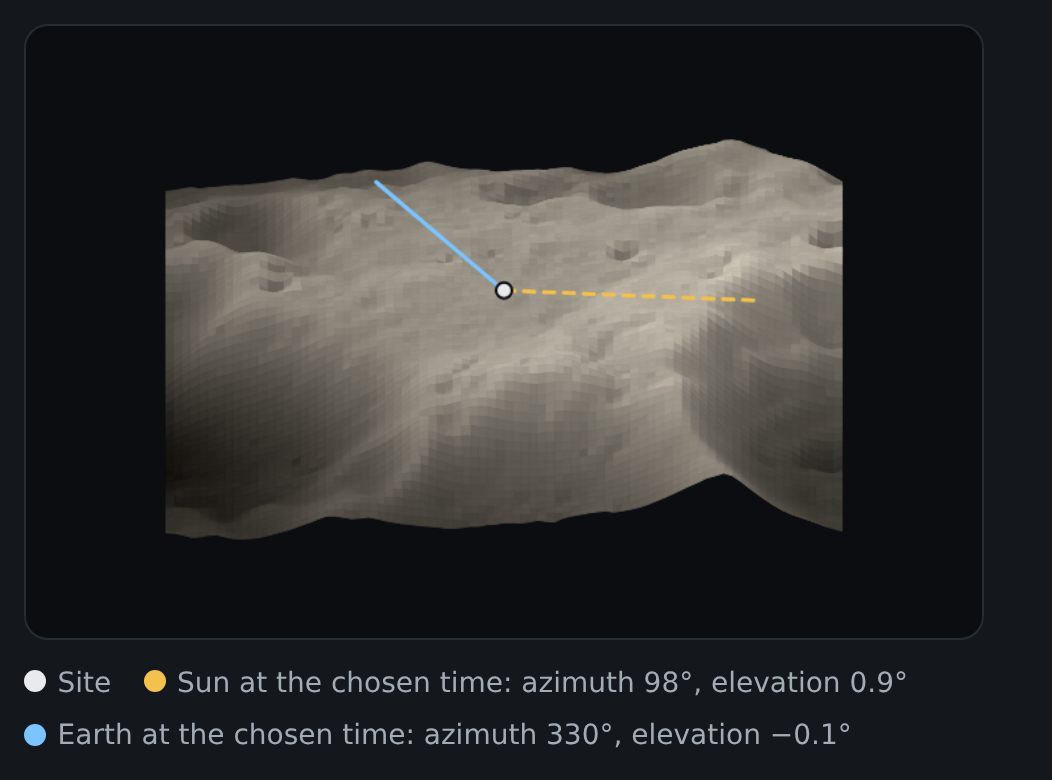 Site Sun at the chosen time: azimuth 98°, elevation 0.9°
Earth at the chosen time: azimuth 330°, elevation −0.1°